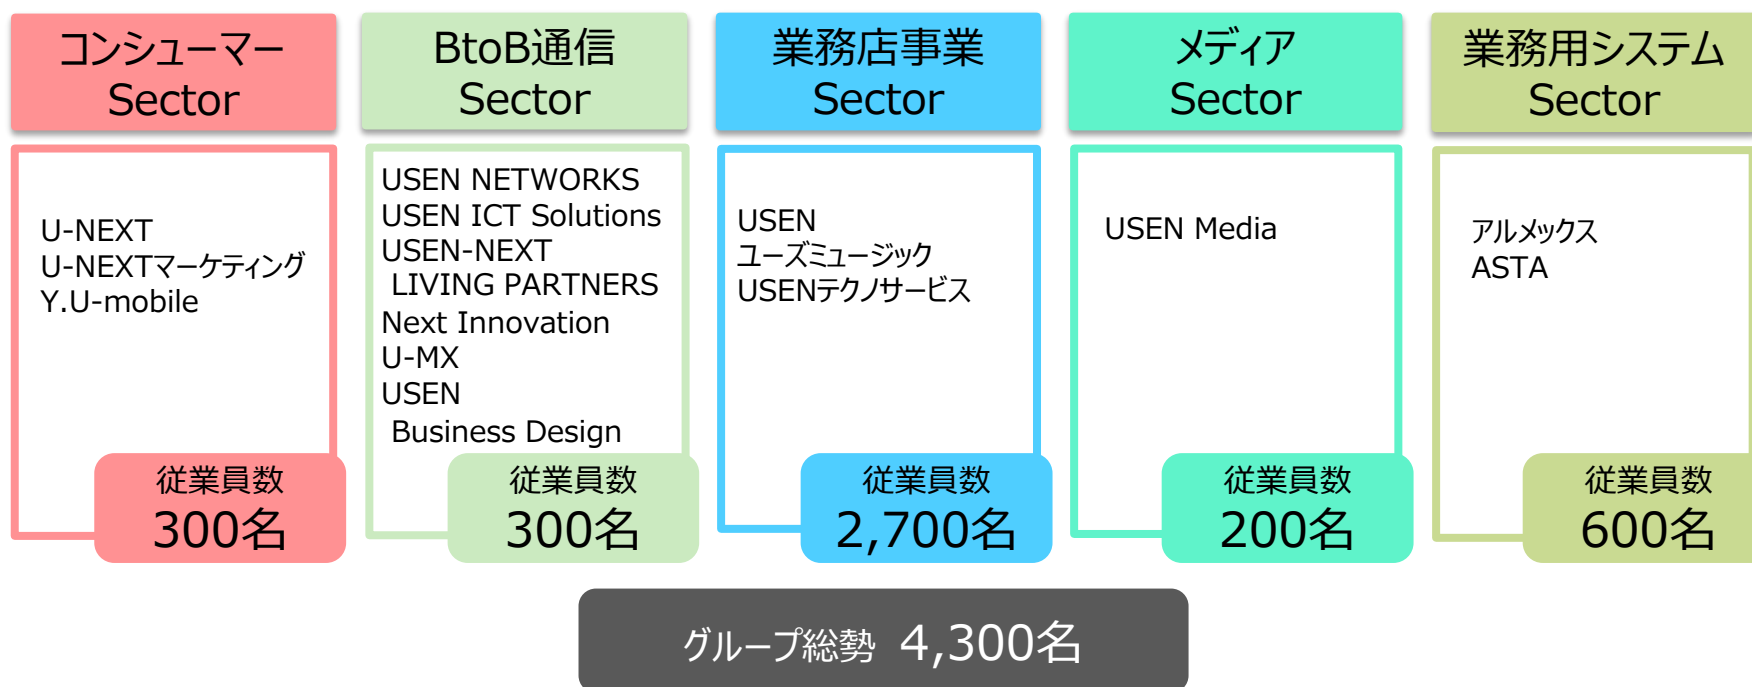 コンシューマー
Sector
U-NEXT
U-NEXTマーケティング
Y.U-mobile
従業員数
300名
BtoB通信
Sector
USEN NETWORKS
USEN ICT Solutions
USEN-NEXT
LIVING PARTNERS
Next Innovation
U-MX
USEN
Business Design
従業員数
300名
業務店事業
Sector
USEN
ユーズミュージック
USENテクノサービス
従業員数
2,700名
メディア
Sector
USEN Media
従業員数
200名
業務用システム
Sector
アルメックス
ASTA
従業員数
600名
グループ総勢 4,300名